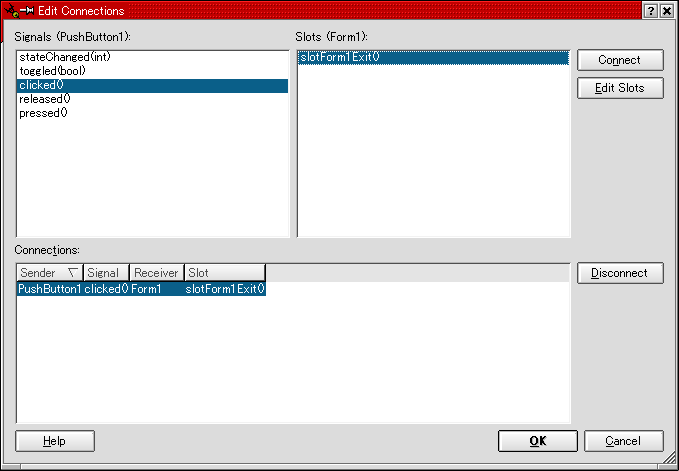 Edit Connections
Signals (PushButton1):
Slots (Form1):
stateChanged(int)
toggled(bool)
clicked()
released()
pressed()
slotForm1Exit()
Connect
Edit Slots
Connections:
Sender Signal Receiver Slot
PushButton1 clicked() Form1 slotForm1Exit()
Disconnect
Help
OK
Cancel